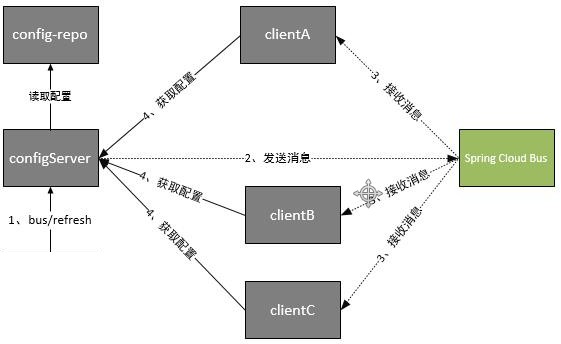 config-repo
clientA
读取配置
4、获取配置
3、接收消息
configServer
2、发送消息
Spring Cloud Bus
4、获取配置
3、接收消息
1、bus/refresh
clientB
4、获取配置
3、接收消息
clientC